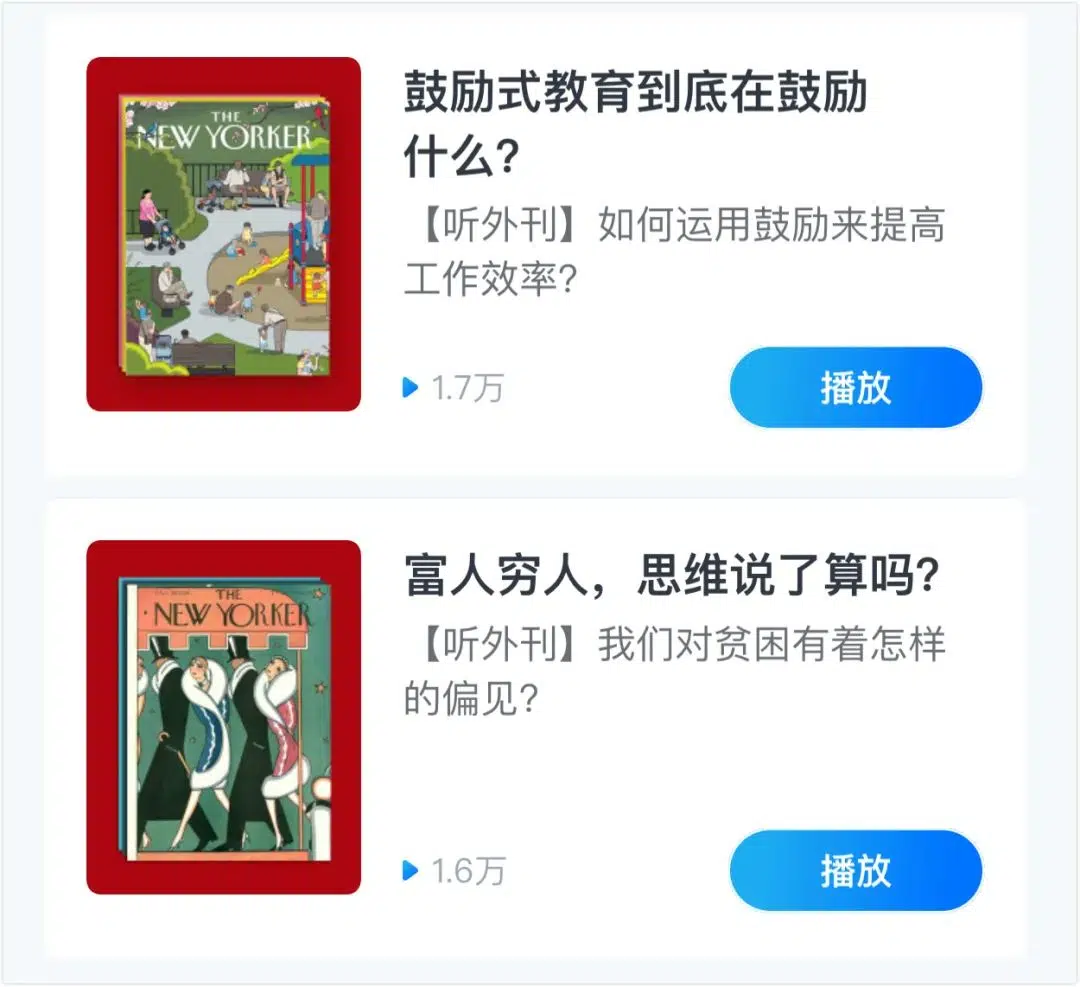 THE
NEW YORKER
鼓励式教育到底在鼓励
什么?
【听外刊】如何运用鼓励来提高
工作效率?
1.7万
播放
THE
NEW YORKER
富人穷人，思维说了算吗?
【听外刊】我们对贫困有着怎样
的偏见?
1.6万
播放